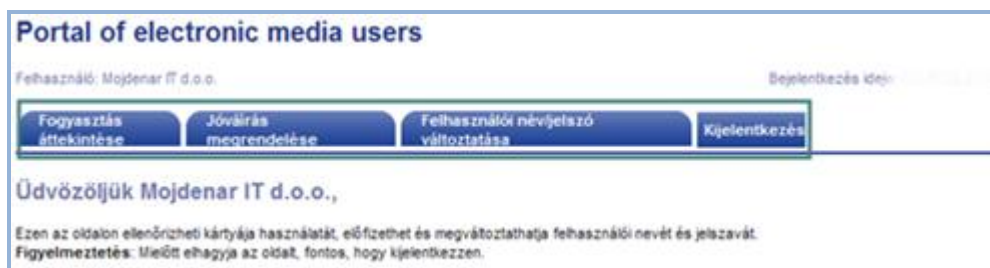 Portal of electronic media users
Felhasználó: Mojdenar IT d.o.o.
Bejelentkezés ideje
Fogyasztás
áttekintése
Jóváírás
megrendelése
Felhasználói név/jelszó
változtatása
Kijelentkezés
Üdvözöljük Mojdenar IT d.o.o.,
Ezen az oldalon ellenőrizheti kártyája használatát, előfizethet és megváltoztathatja felhasználói nevét és jelszavát.
Figyelmeztetés: Mielőtt elhagyja az oldalt, fontos, hogy kijelentkezzen.